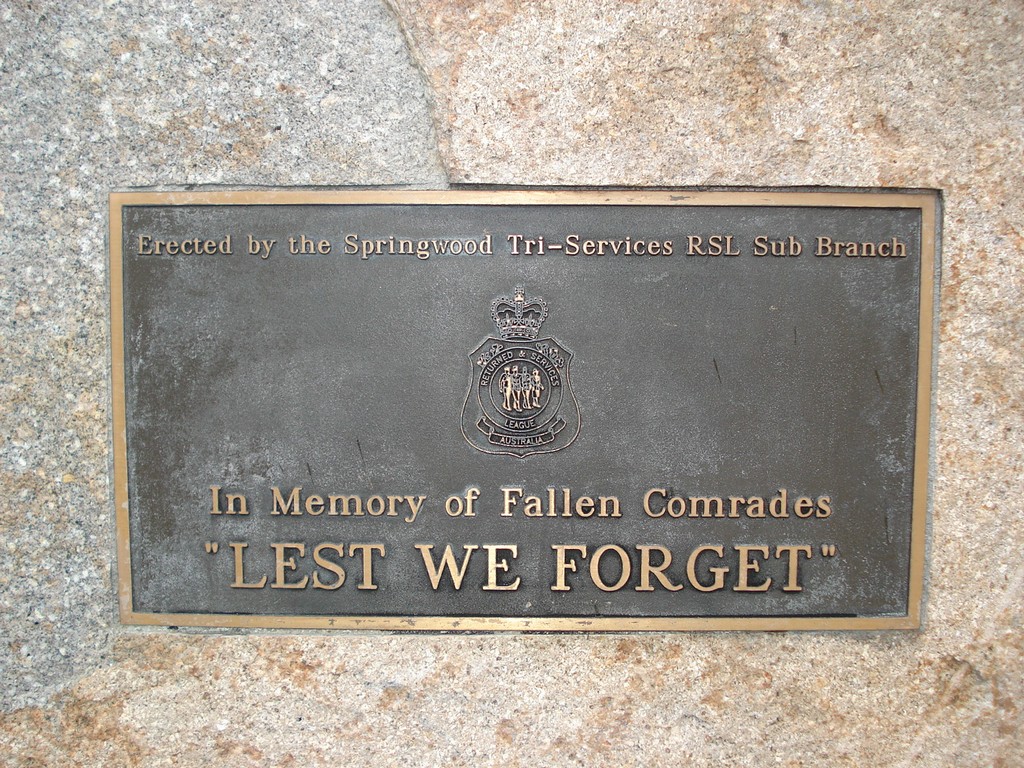 Erected by the Springwood Tri-Services RSL Sub Branch
RETURNED & SERVICES
LEAGUE
AUSTRALIA
In Memory of Fallen Comrades
"LEST WE FORGET"